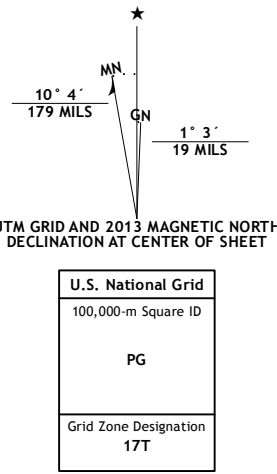 ★
MN
10° 4´
179 MILS
GN
1° 3´
19 MILS
UTM GRID AND 2013 MAGNETIC NORTH
DECLINATION AT CENTER OF SHEET
U.S. National Grid
100,000-m Square ID
PG
Grid Zone Designation
17T